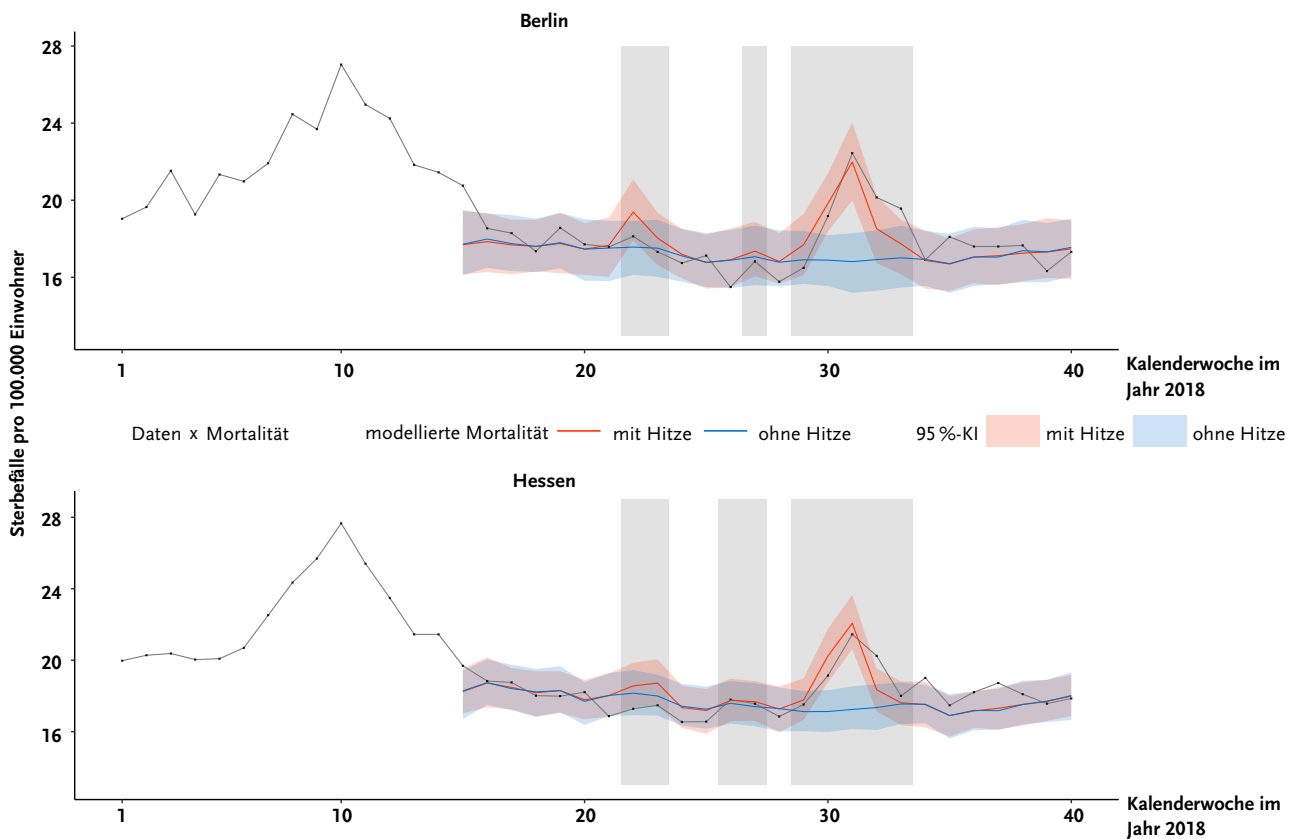 Berlin
28
24
20
16
1 10 20 30 40
Kalenderwoche im
Jahr 2018
Sterbefälle pro 100.000 Einwohner
Daten x Mortalität modellierte Mortalität mit Hitze ohne Hitze 95 %-KI mit Hitze ohne Hitze
Hessen
28
24
20
16
1 10 20 30 40
Kalenderwoche im
Jahr 2018